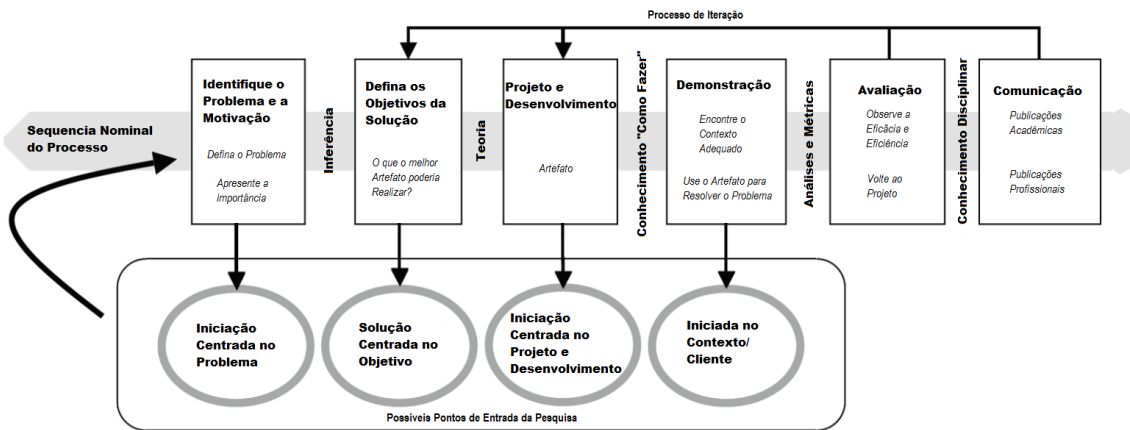 Processo de Iteração
Sequencia Nominal
do Processo
Identifique o
Problema e a
Motivação
Defina o Problema
Apresente a
Importância
Inferência
Defina os
Objetivos da
Solução
O que o melhor
Artefato poderia
Realizar?
Teoria
Projeto e
Desenvolvimento
Artefato
Conhecimento "Como Fazer"
Demonstração
Encontre o
Contexto
Adequado
Use o Artefato para
Resolver o Problema
Análises e Métricas
Avaliação
Observe a
Eficácia e
Eficiência
Volte ao
Projeto
Conhecimento Disciplinar
Comunicação
Publicações
Acadêmicas
Publicações
Profissionais
Iniciação
Centrada no
Problema
Solução
Centrada no
Objetivo
Iniciação
Centrada no
Projeto e
Desenvolvimento
Iniciada no
Contexto/
Cliente
Possíveis Pontos de Entrada da Pesquisa